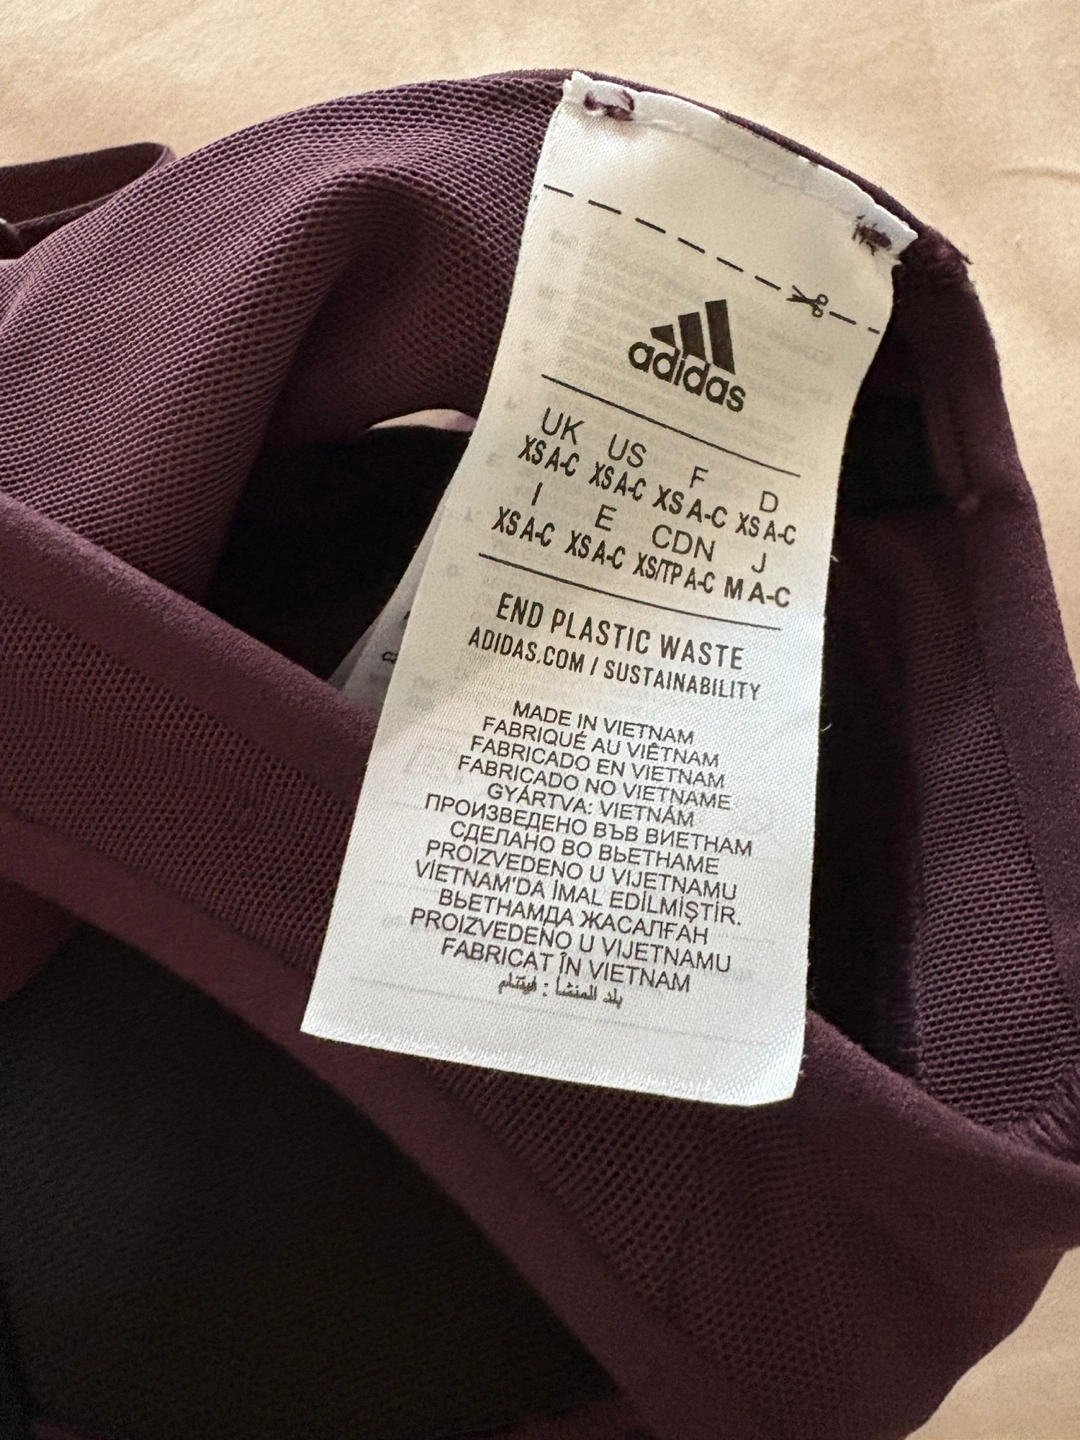 adidas
UK US F D
XS A-C XS A-C XS A-C XS A-C
I E CDN J
XS A-C XS A-C XS/TP A-C M A-C
END PLASTIC WASTE
ADIDAS.COM / SUSTAINABILITY
MADE IN VIETNAM
FABRIQUÉ AU VIÊTNAM
FABRICADO EN VIETNAM
FABRICADO NO VIETNAME
GYÁRTVA: VIETNÁM
ПРОИЗВЕДЕНО ВЪВ ВИЕТНАМ
СДЕЛАНО ВО ВЬЕТНАМЕ
PROIZVEDENO U VIJETNAMU
VİETNAM'DA İMAL EDİLMİŞTİR.
ВЬЕТНАМДА ЖАСАЛҒАН
PROIZVEDENO U VIJETNAMU
FABRICAT ÎN VIETNAM
بلد المنشأ : فيتنام